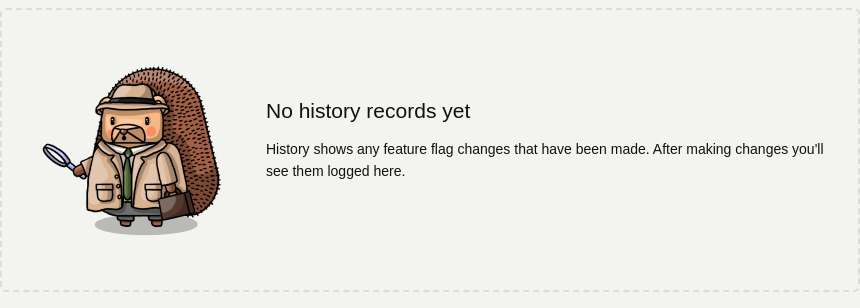 No history records yet
History shows any feature flag changes that have been made. After making changes you'll
see them logged here.